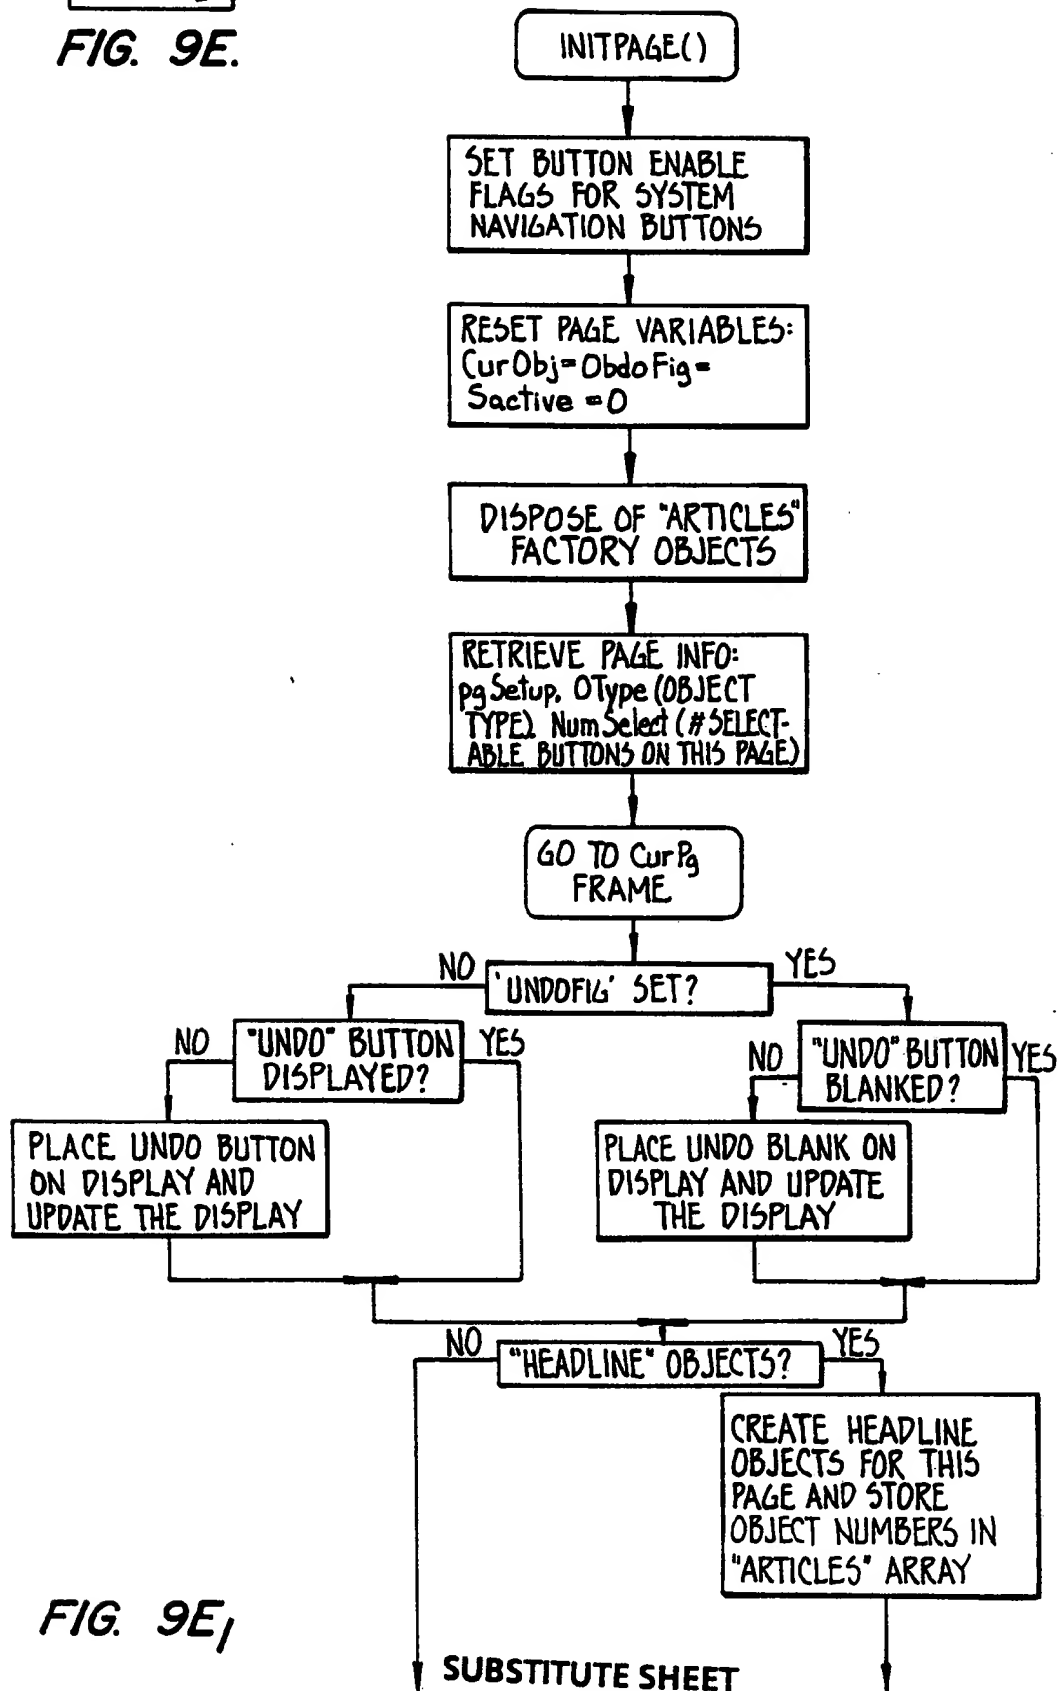 FIG. 9E.
INITPAGE()
SET BUTTON ENABLE
FLAGS FOR SYSTEM
NAVIGATION BUTTONS
RESET PAGE VARIABLES:
CurObj=ObdoFig=
Sactive=0
DISPOSE OF "ARTICLES"
FACTORY OBJECTS
RETRIEVE PAGE INFO:
pgSetup, OType (OBJECT
TYPE), NumSelect (#SELECT-
ABLE BUTTONS ON THIS PAGE)
GO TO CurPg
FRAME
NO
'UNDOFIG' SET?
YES
NO
"UNDO" BUTTON
DISPLAYED?
YES
NO
"UNDO" BUTTON
BLANKED?
YES
PLACE UNDO BUTTON
ON DISPLAY AND
UPDATE THE DISPLAY
PLACE UNDO BLANK ON
DISPLAY AND UPDATE
THE DISPLAY
NO
"HEADLINE" OBJECTS?
YES
CREATE HEADLINE
OBJECTS FOR THIS
PAGE AND STORE
OBJECT NUMBERS IN
"ARTICLES" ARRAY
FIG. 9E1
SUBSTITUTE SHEET